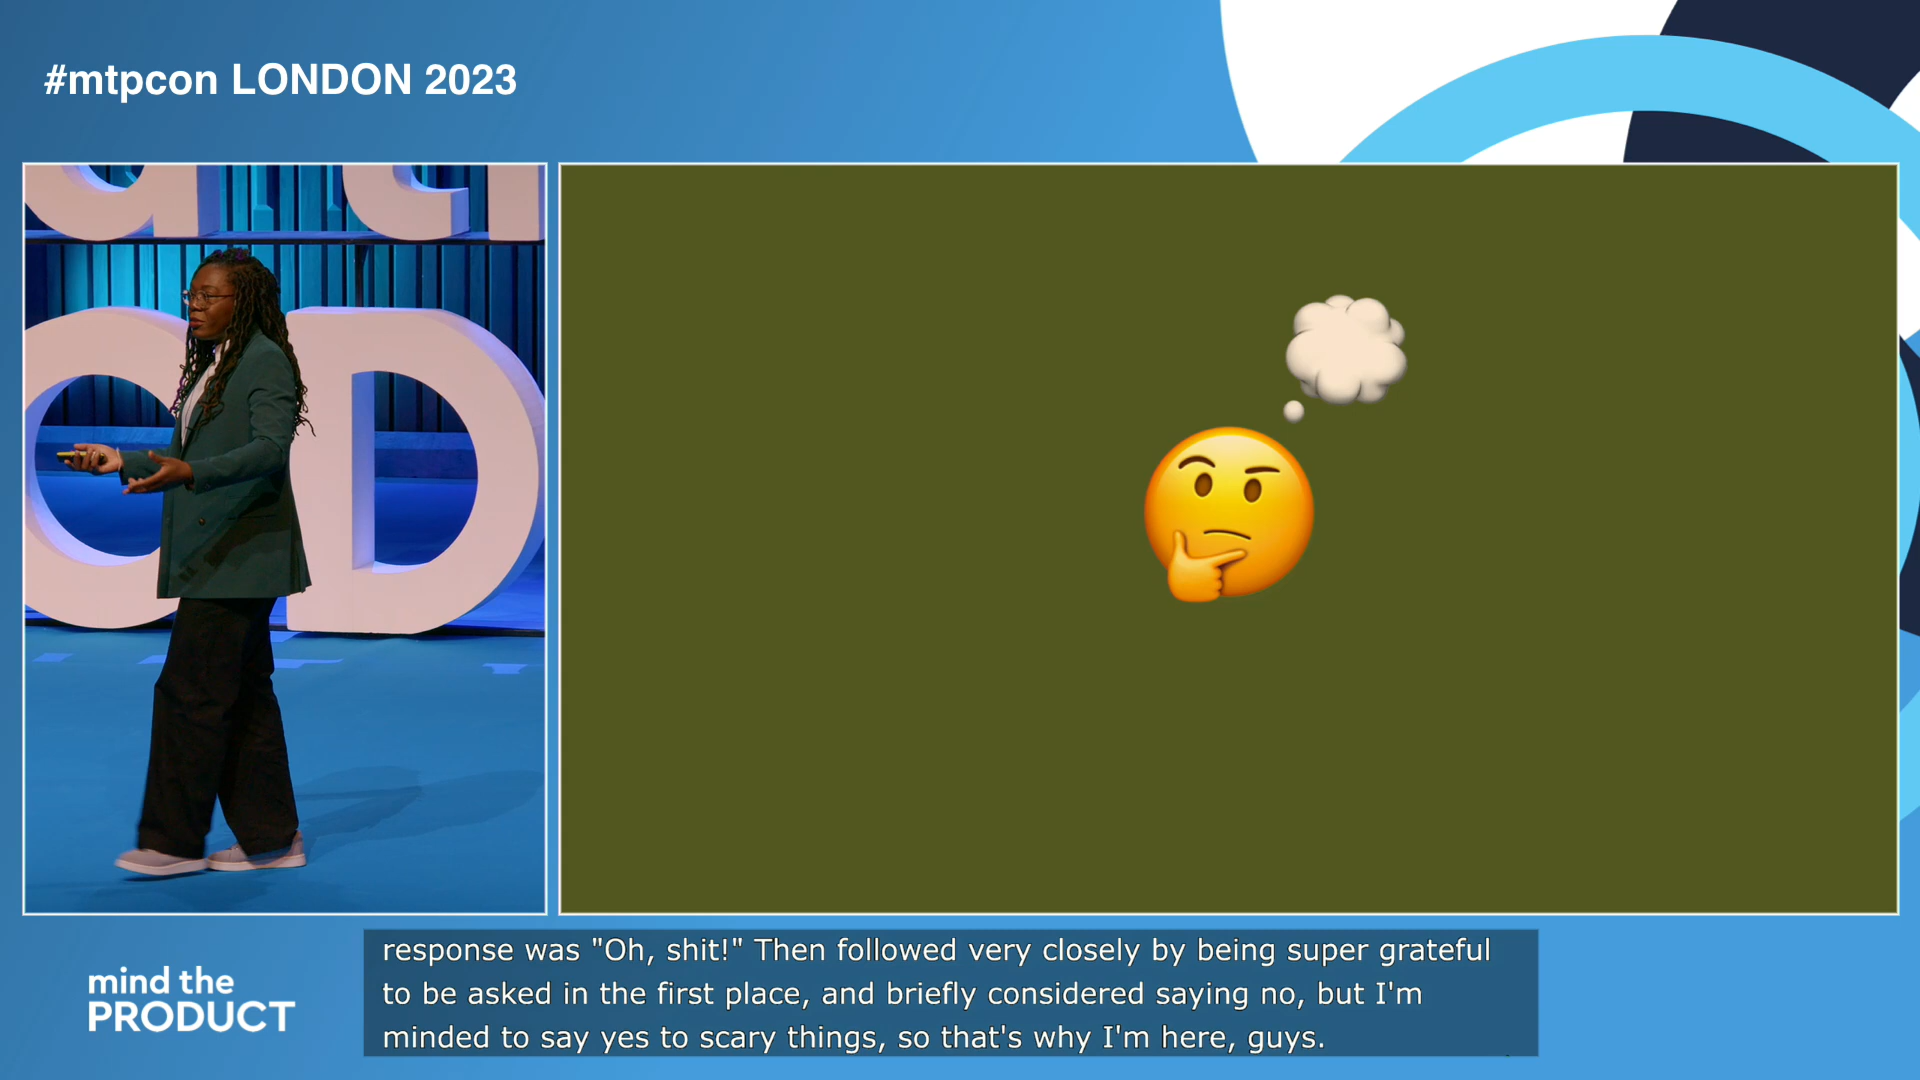 #mtpcon LONDON 2023
CD
mind the
PRODUCT
response was "Oh, shit!" Then followed very closely by being super grateful
to be asked in the first place, and briefly considered saying no, but I'm
minded to say yes to scary things, so that's why I'm here, guys.